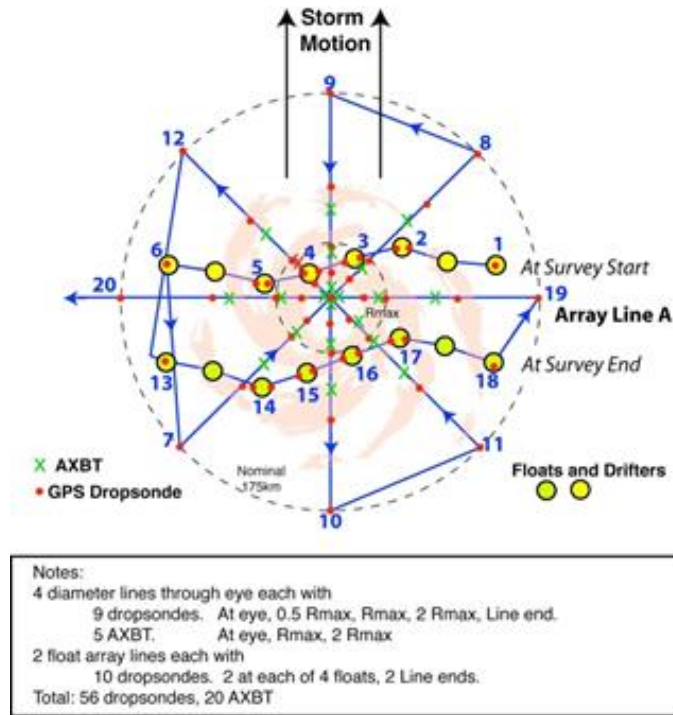 Storm
Motion
9
12
8
4
3
2
1
6
5
At Survey Start
20
19
Rmax
Array Line A
17
At Survey End
16
18
13
15
14
7
11
X AXBT
Nominal
175km
Floats and Drifters
GPS Dropsonde
10
Notes:
4 diameter lines through eye each with
9 dropsondes. At eye, 0.5 Rmax, Rmax, 2 Rmax, Line end.
5 AXBT. At eye, Rmax, 2 Rmax
2 float array lines each with
10 dropsondes. 2 at each of 4 floats, 2 Line ends.
Total: 56 dropsondes, 20 AXBT